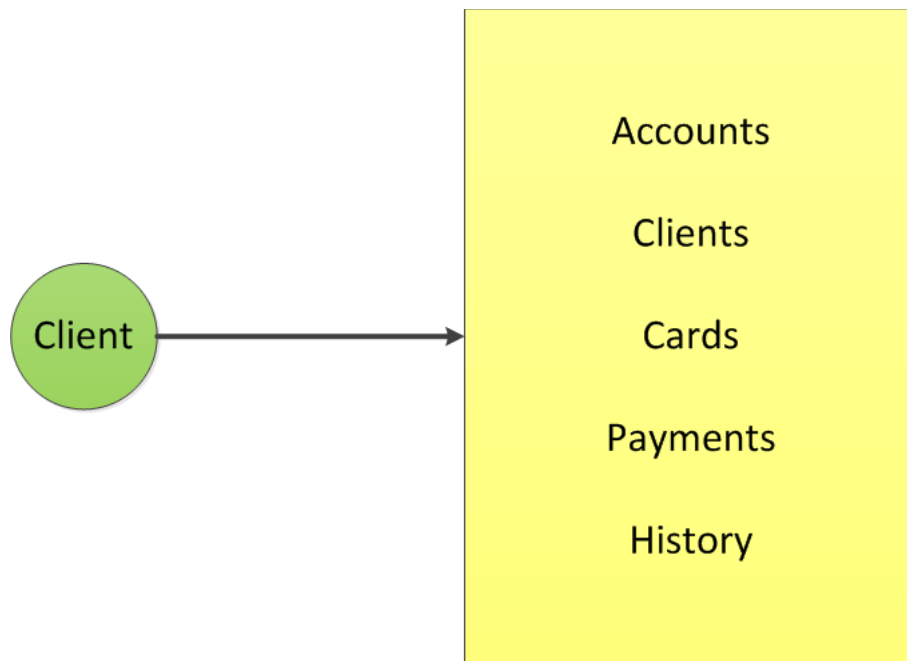 Accounts
Clients
Client
Cards
Payments
History